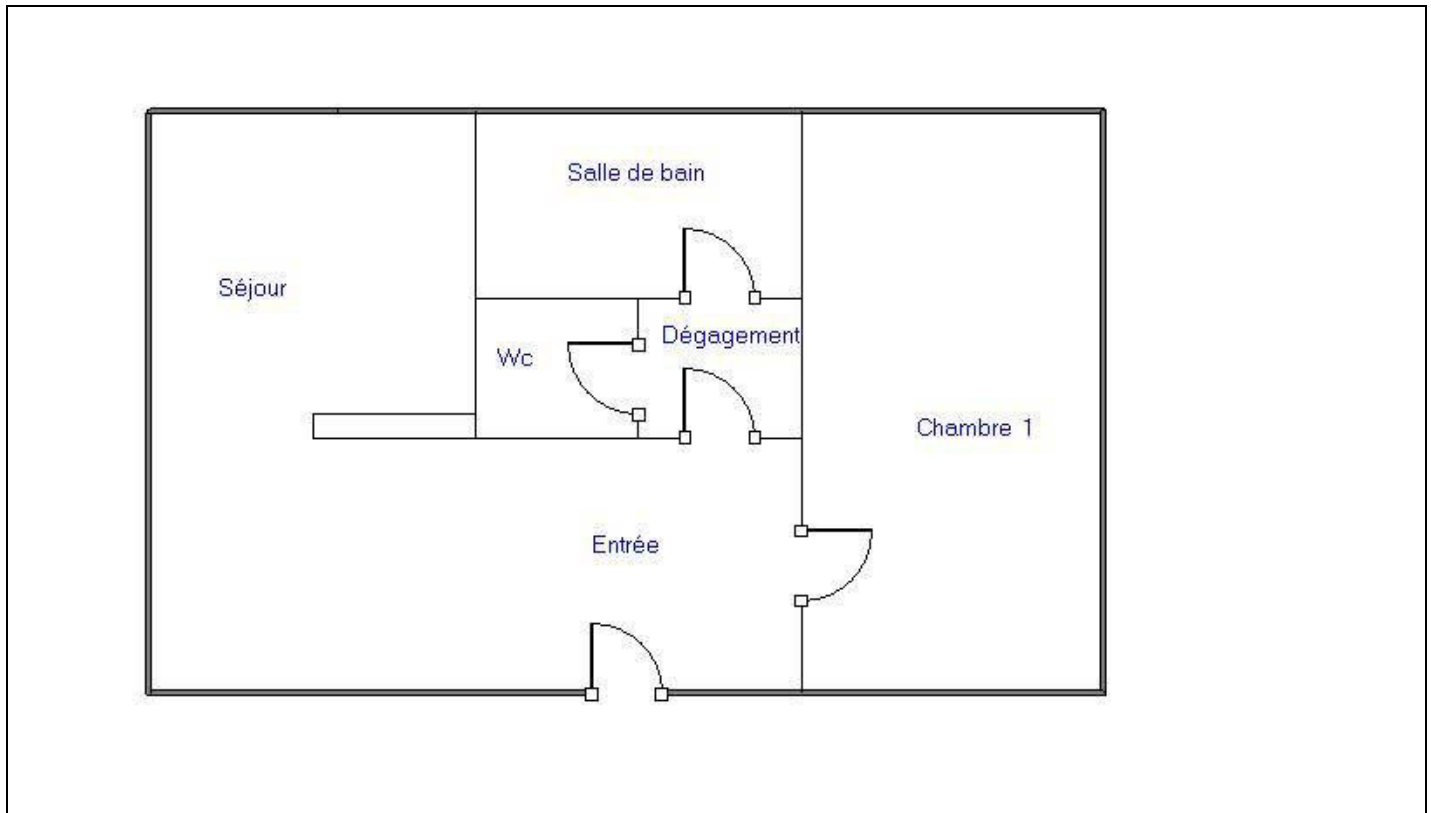 Salle de bain
Séjour
Dégagement
Wc
Chambre 1
Entrée